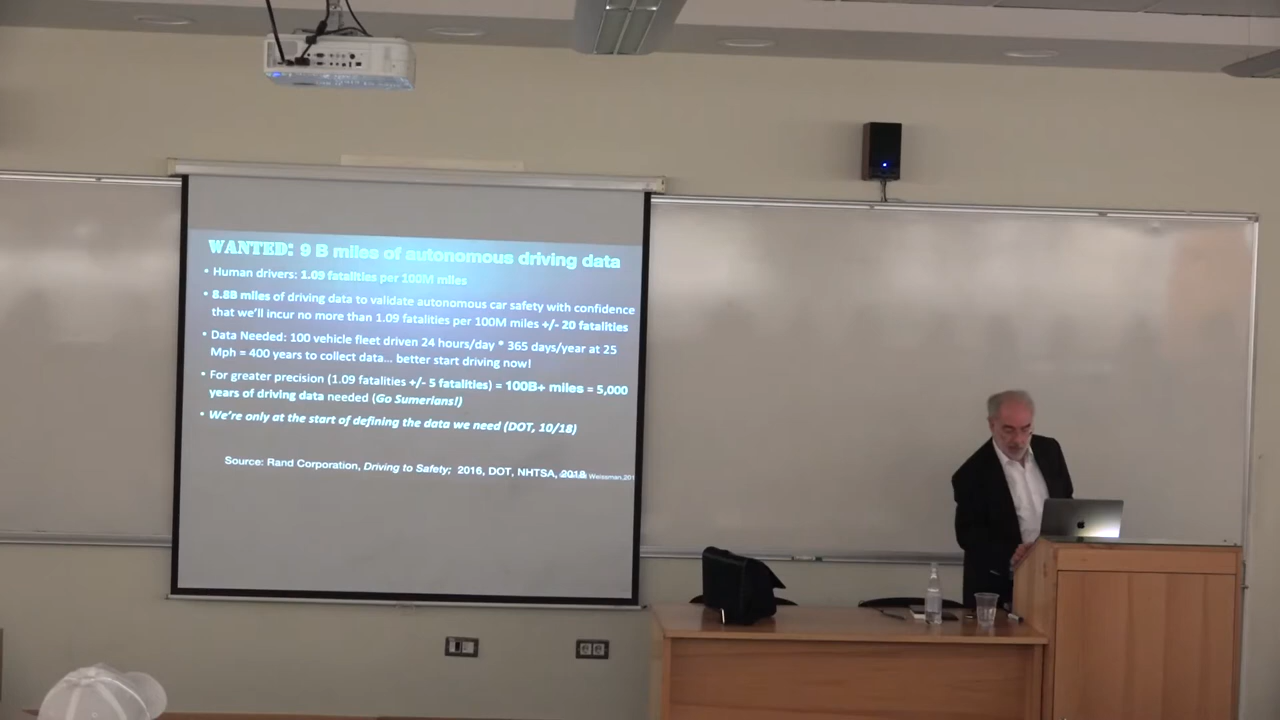 WANTED: 9 B miles of autonomous driving data
• Human drivers: 1.09 fatalities per 100M miles
• 8.8B miles of driving data to validate autonomous car safety with confidence
that we'll incur no more than 1.09 fatalities per 100M miles +/- 20 fatalities
• Data Needed: 100 vehicle fleet driven 24 hours/day * 365 days/year at 25
Mph = 400 years to collect data... better start driving now!
• For greater precision (1.09 fatalities +/- 5 fatalities) = 100B+ miles = 5,000
years of driving data needed (Go Sumerians!)
• We're only at the start of defining the data we need (DOT, 10/18)
Source: Rand Corporation, Driving to Safety; 2016, DOT, NHTSA, 2018
Weissman,201